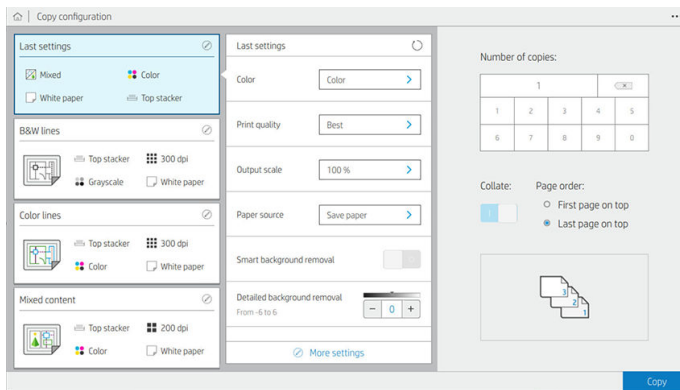 Copy configuration
Last settings
Mixed
Color
White paper
Top stacker
B&W lines
Top stacker
300 dpi
Grayscale
White paper
Color lines
Top stacker
300 dpi
Color
White paper
Mixed content
Top stacker
200 dpi
Color
White paper
Last settings
Color
Color
Print quality
Best
Output scale
100 %
Paper source
Save paper
Smart background removal
Detailed background removal
From -6 to 6
− 0 +
More settings
Number of copies:
1
1 2 3 4 5
6 7 8 9 0
Collate:
Page order:
First page on top
Last page on top
3
2
1
Copy